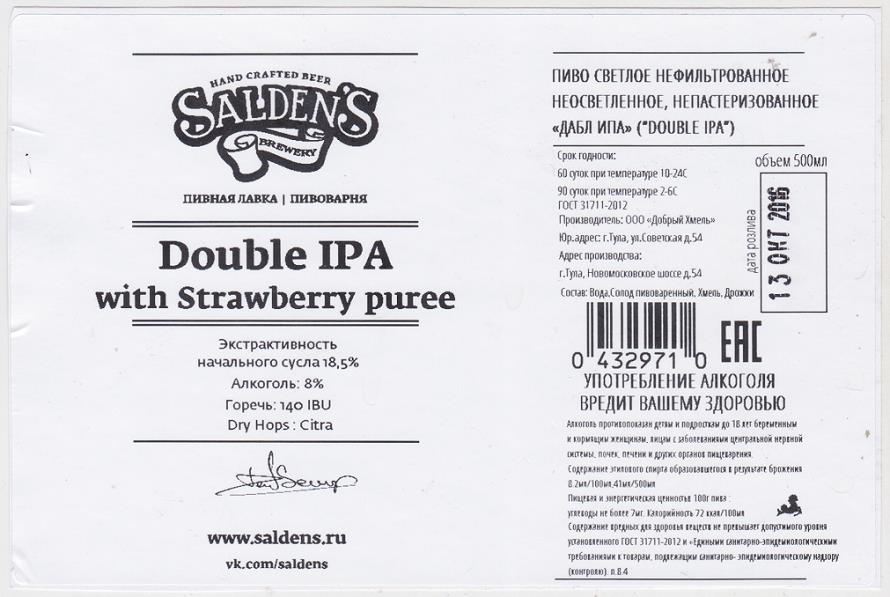 HAND CRAFTED BEER
SALDEN'S
BREWERY
ПИВНАЯ ЛАВКА | ПИВОВАРНЯ
Double IPA
with Strawberry puree
Экстрактивность
начального сусла 18,5%
Алкоголь: 8%
Горечь: 140 IBU
Dry Hops : Citra
www.saldens.ru
vk.com/saldens
ПИВО СВЕТЛОЕ НЕФИЛЬТРОВАННОЕ
НЕОСВЕТЛЕННОЕ, НЕПАСТЕРИЗОВАННОЕ
«ДАБЛ ИПА» ("DOUBLE IPA")
Срок годности:
60 суток при температуре 10-24С
90 суток при температуре 2-6С
ГОСТ 31711-2012
Производитель: ООО «Добрый Хмель»
Юр.адрес: г.Тула, ул.Советская д.54
Адрес производства:
г.Тула, Новомосковское шоссе д.54
Состав: Вода,Солод пивоваренный, Хмель, Дрожжи
объем 500мл
дата розлива
13 ОКТ 2016
0 432971 0
EAC
УПОТРЕБЛЕНИЕ АЛКОГОЛЯ
ВРЕДИТ ВАШЕМУ ЗДОРОВЬЮ
Алкоголь противопоказан детям и подросткам до 18 лет беременным
и кормящим женщинам, лицам с заболеваниями центральной нервной
системы, почек, печени и других органов пищеварения.
Содержание этилового спирта образовавшегося в результате брожения
8.2мл/100мл,41мл/500мл
Пищевая и энергетическая ценностьв 100г пива :
углеводы не более 7мг. Калорийность 72 ккал/100мл
Содержание вредных для здоровья веществ не превышает допустимого уровня
установленного ГОСТ 31711-2012 и «Едиными санитарно-эпидемиологическими
требованиями к товарам, подлежащим санитарно- эпидемиологическому надзору
(контролю). п.8.4